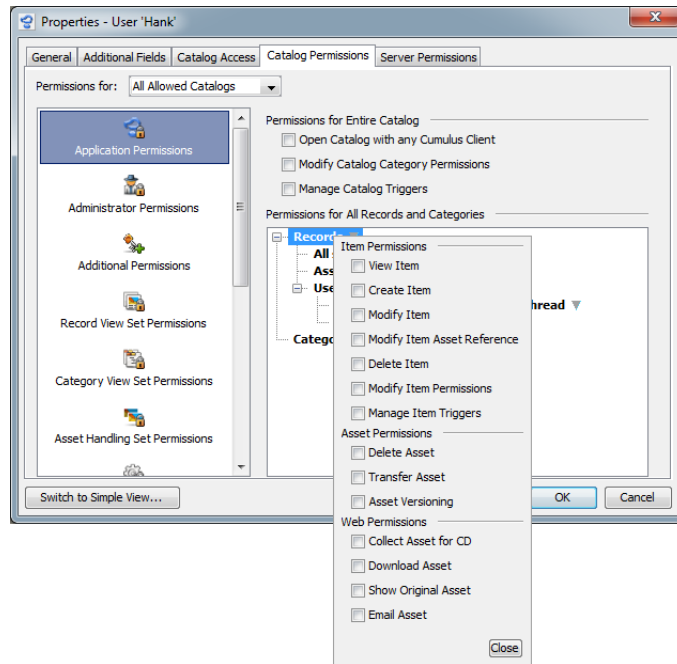 Properties - User 'Hank'
x
General Additional Fields Catalog Access Catalog Permissions Server Permissions
Permissions for: All Allowed Catalogs
Application Permissions
Administrator Permissions
Additional Permissions
Record View Set Permissions
Category View Set Permissions
Asset Handling Set Permissions
Permissions for Entire Catalog
Open Catalog with any Cumulus Client
Modify Catalog Category Permissions
Manage Catalog Triggers
Permissions for All Records and Categories
Records
All
Ass
Use
hread
Catego
Item Permissions
View Item
Create Item
Modify Item
Modify Item Asset Reference
Delete Item
Modify Item Permissions
Manage Item Triggers
Asset Permissions
Delete Asset
Transfer Asset
Asset Versioning
Web Permissions
Collect Asset for CD
Download Asset
Show Original Asset
Email Asset
Close
Switch to Simple View... OK Cancel